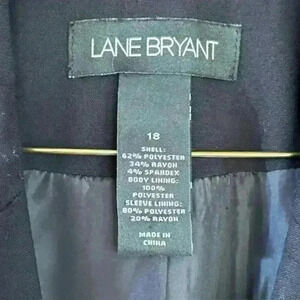 LANE BRYANT
18
SHELL:
62% POLYESTER
34% RAYON
4% SPANDEX
BODY LINING:
100%
POLYESTER
SLEEVE LINING:
80% POLYESTER
20% RAYON
MADE IN
CHINA